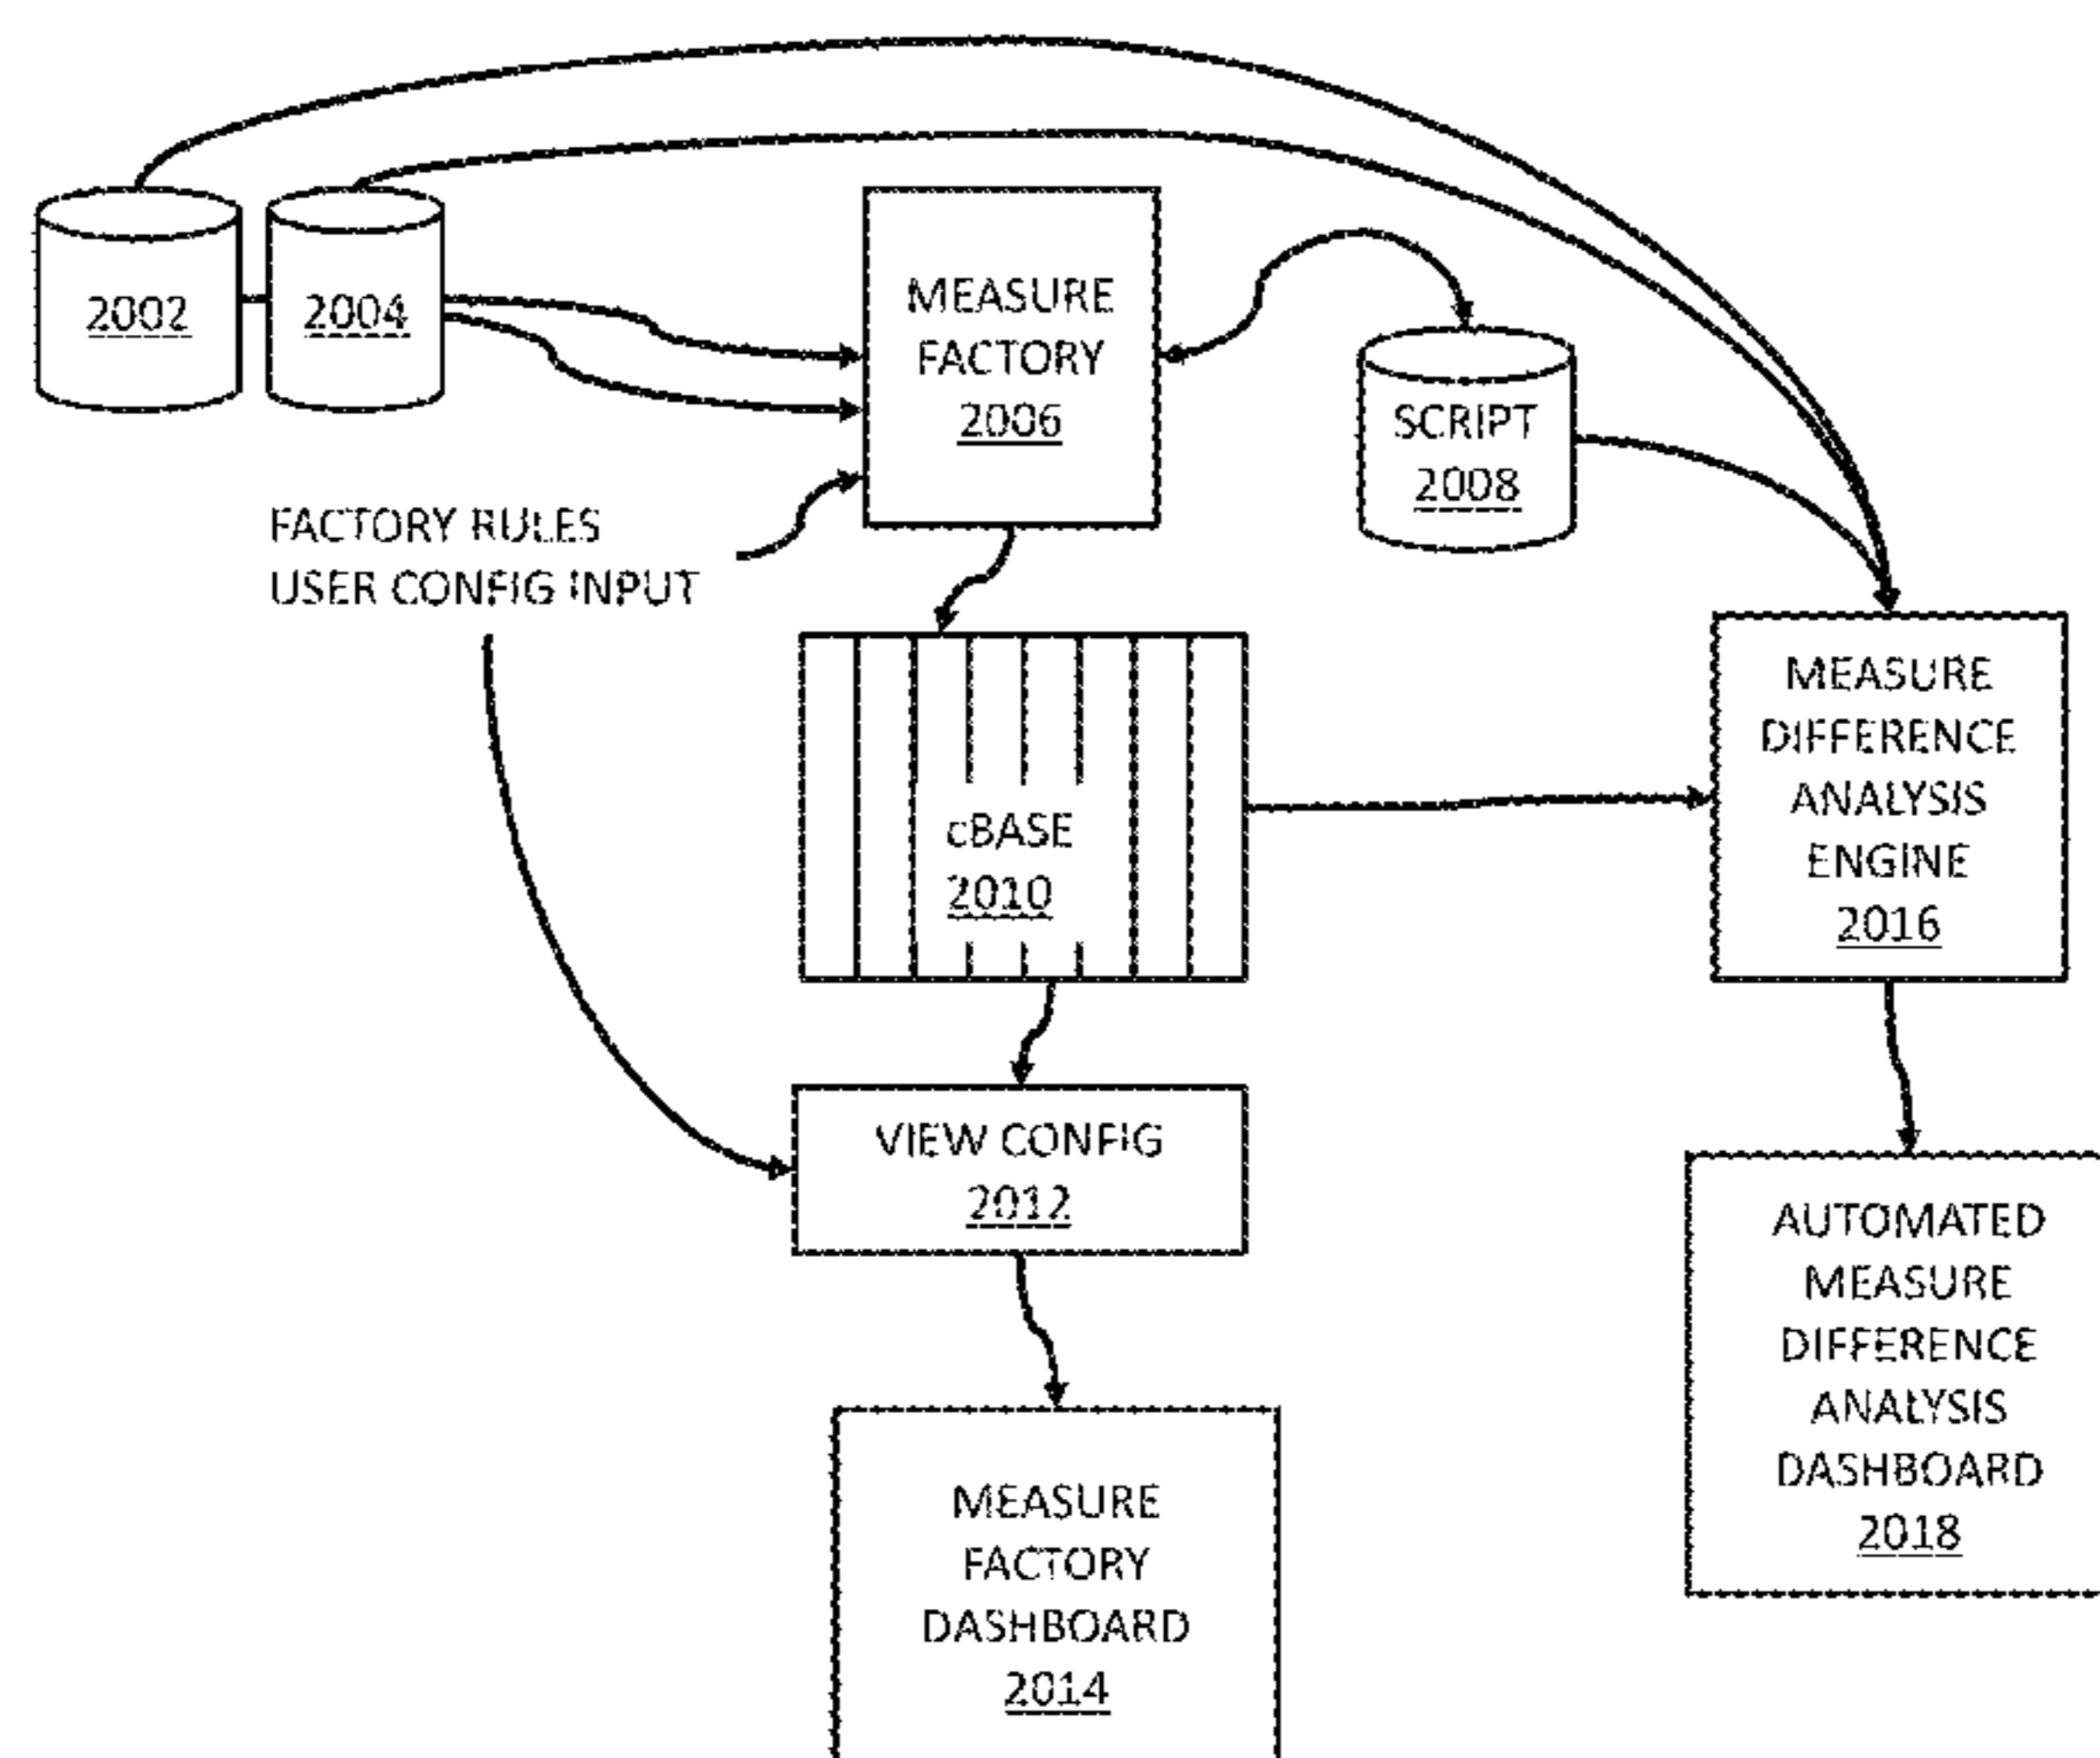 2002
2004
MEASURE
FACTORY
2006
SCRIPT
2008
FACTORY RULES
USER CONFIG INPUT
cBASE
2010
MEASURE
DIFFERENCE
ANALYSIS
ENGINE
2016
VIEW CONFIG
2012
AUTOMATED
MEASURE
DIFFERENCE
ANALYSIS
DASHBOARD
2018
MEASURE
FACTORY
DASHBOARD
2014